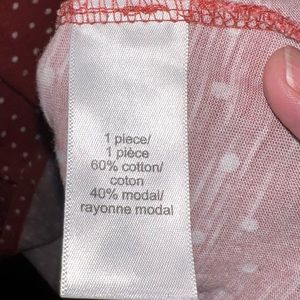 1 piece/
1 pièce
60% cotton/
coton
40% modal/
rayonne modal